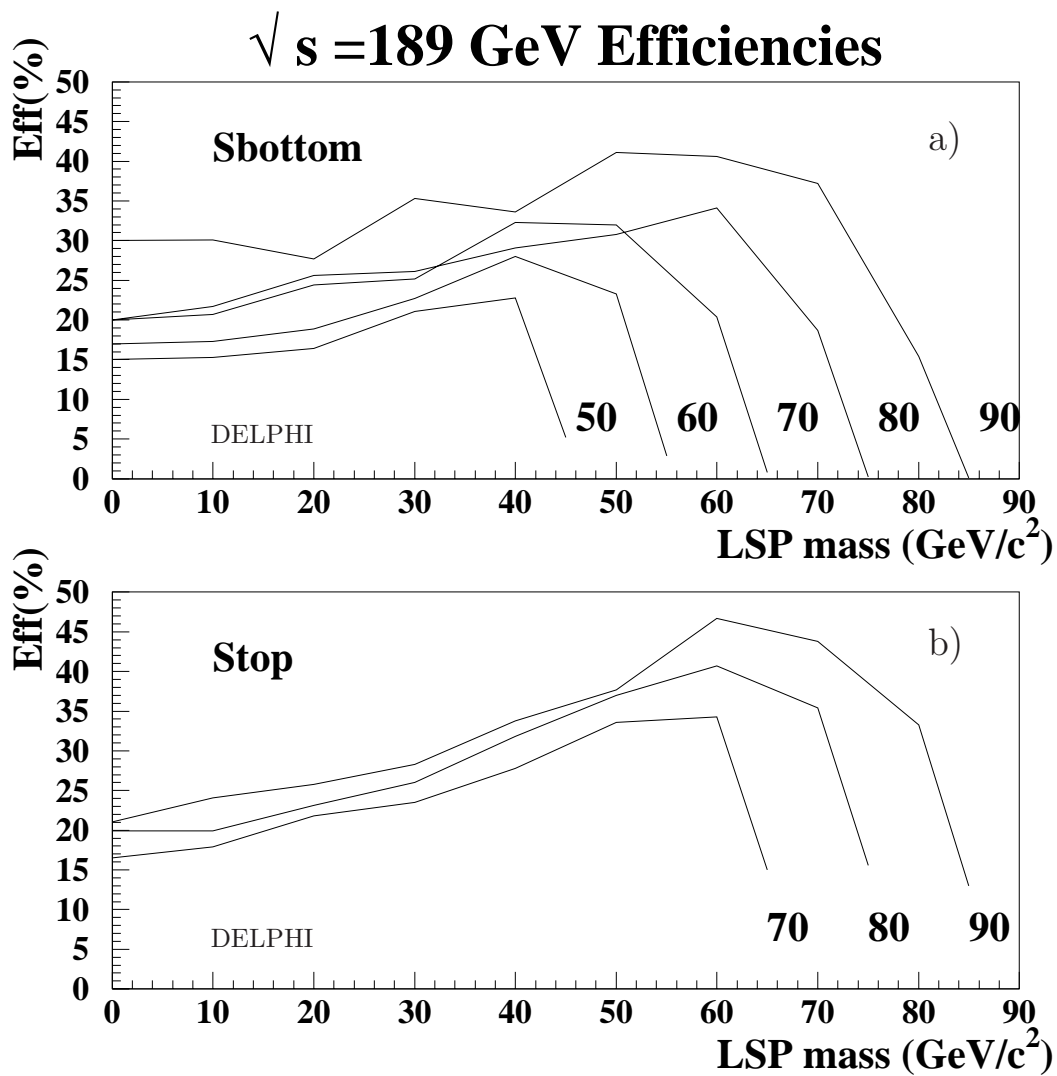 √ s =189 GeV Efficiencies
Eff(%)
50
45
40
35
30
25
20
15
10
5
0
Sbottom
a)
DELPHI
50 60 70 80 90
0 10 20 30 40 50 60 70 80 90
LSP mass (GeV/c²)
Eff(%)
50
45
40
35
30
25
20
15
10
5
0
Stop
b)
DELPHI
70 80 90
0 10 20 30 40 50 60 70 80 90
LSP mass (GeV/c²)